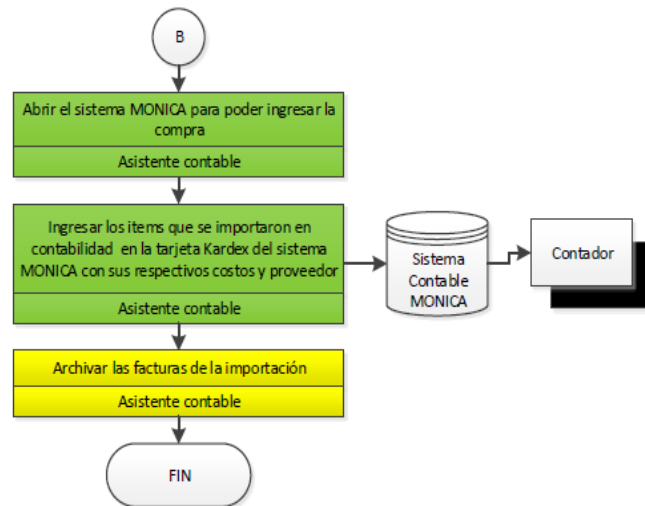 B
Abrir el sistema MONICA para poder ingresar la
compra
Asistente contable
Ingresar los items que se importaron en
contabilidad en la tarjeta Kardex del sistema
MONICA con sus respectivos costos y proveedor
Asistente contable
Sistema
Contable
MONICA
Contador
Archivar las facturas de la importación
Asistente contable
FIN